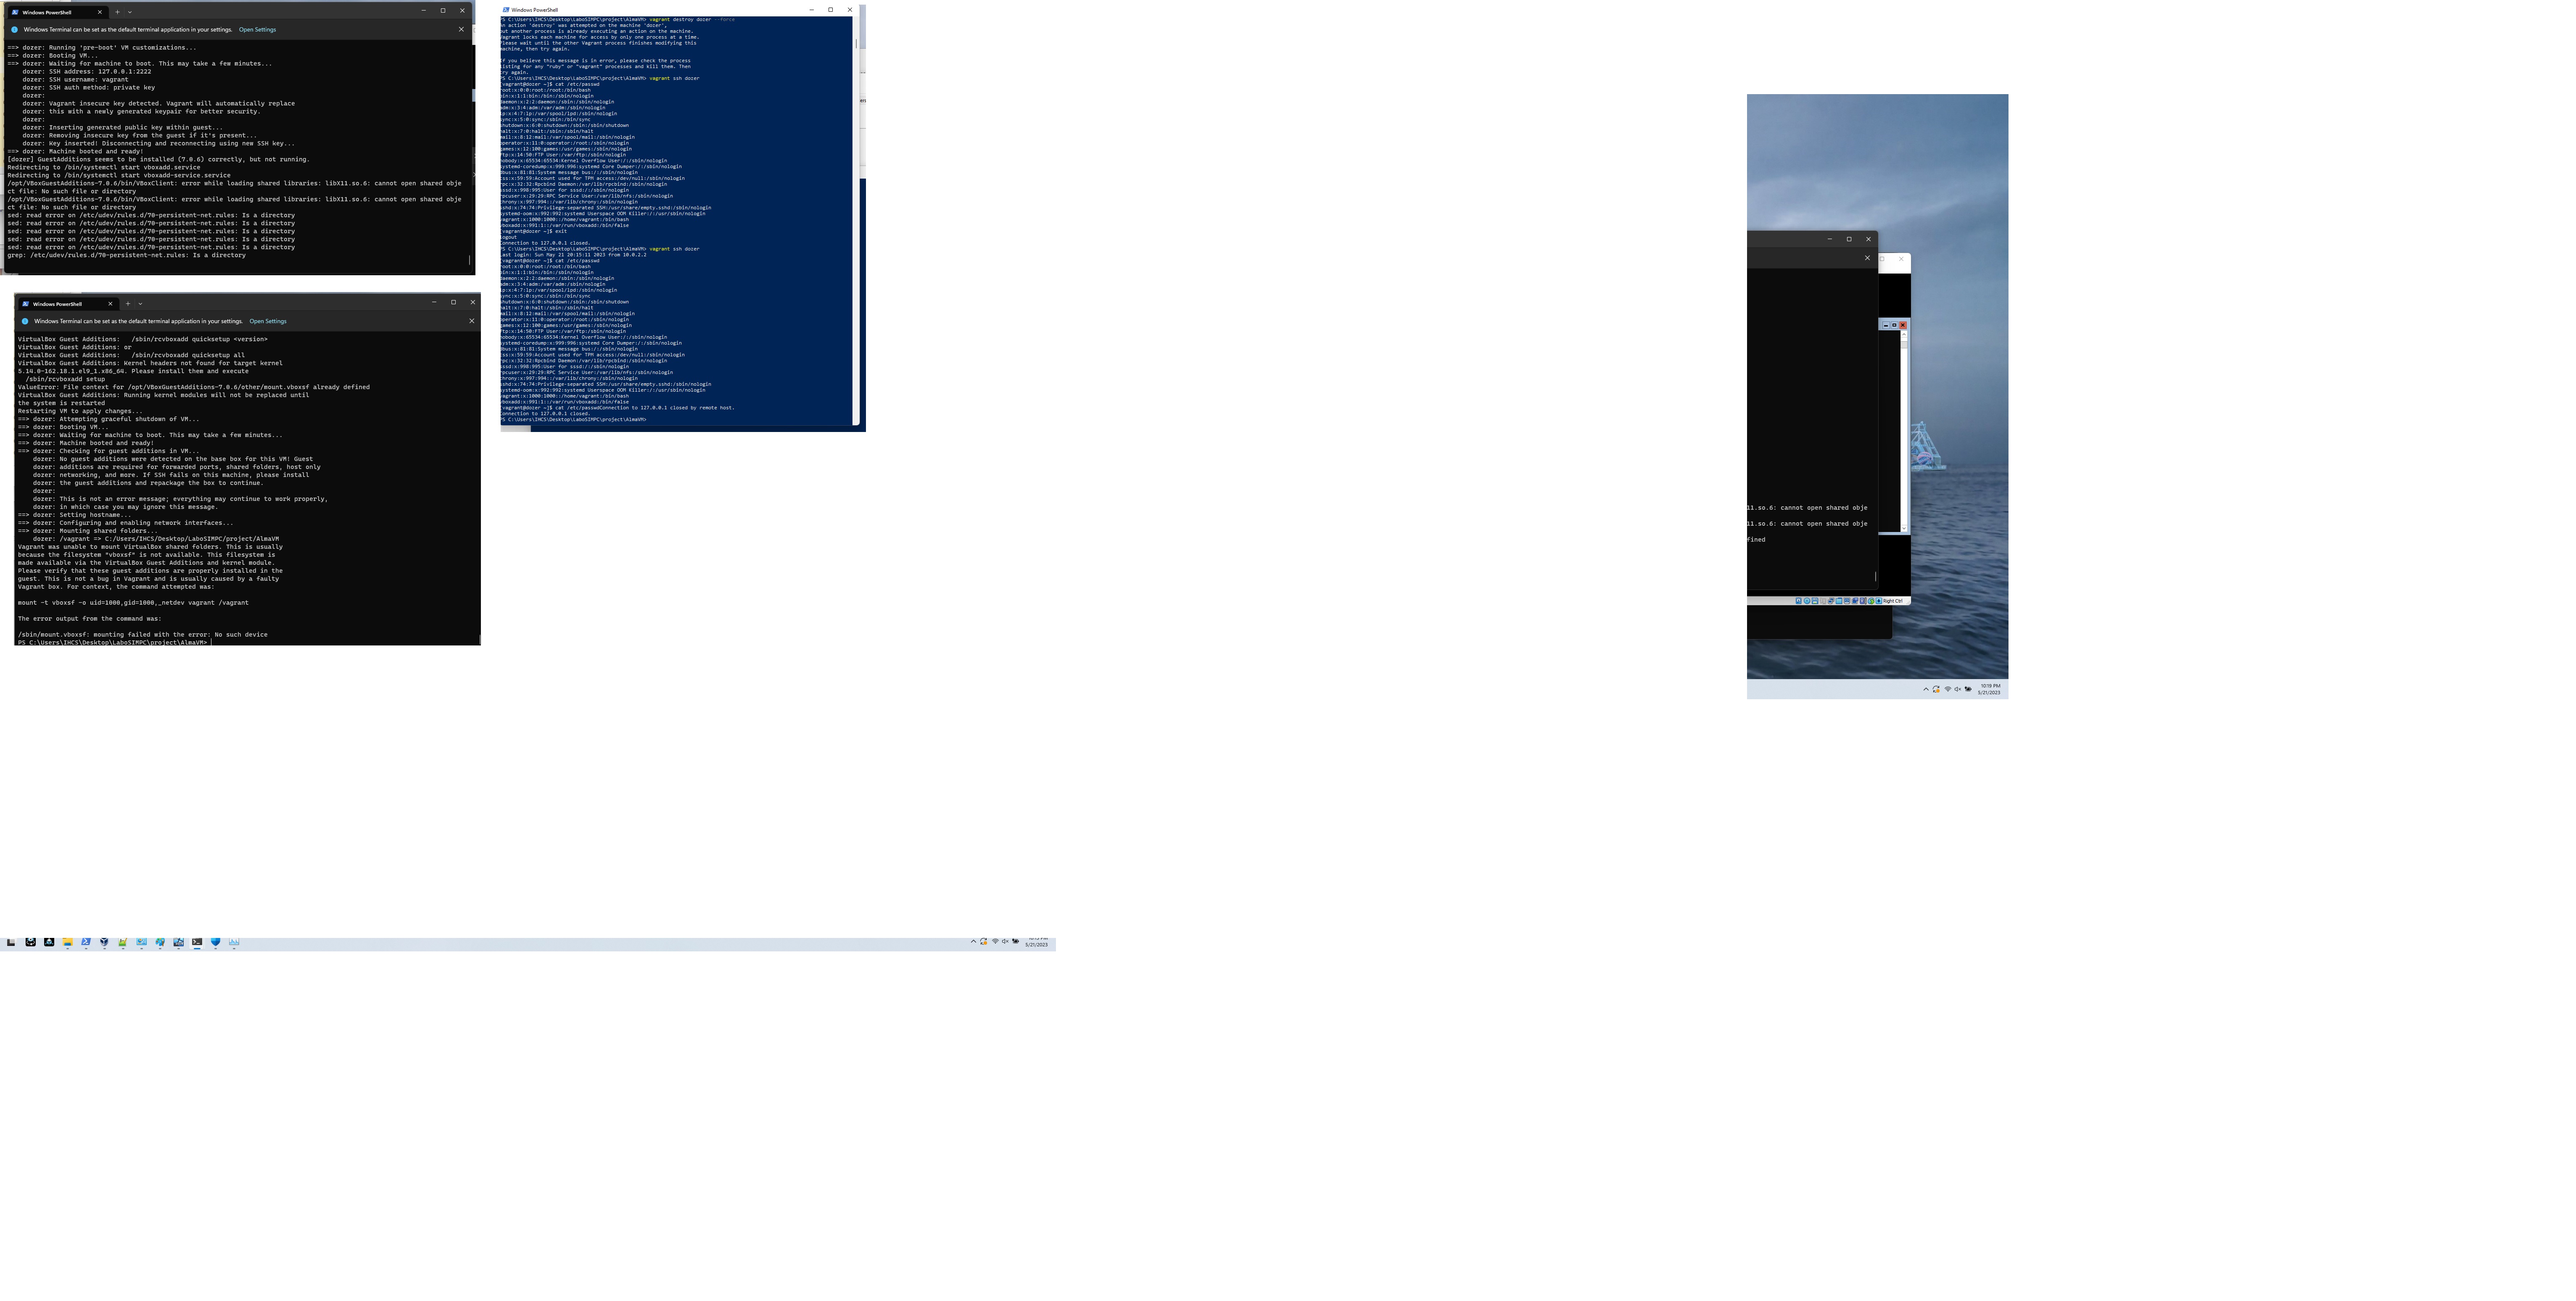 Windows PowerShell
Windows Terminal can be set as the default terminal application in your settings. Open Settings
==> dozer: Running 'pre-boot' VM customizations...
==> dozer: Booting VM...
==> dozer: Waiting for machine to boot. This may take a few minutes...
dozer: SSH address: 127.0.0.1:2222
dozer: SSH username: vagrant
dozer: SSH auth method: private key
dozer:
dozer: Vagrant insecure key detected. Vagrant will automatically replace
dozer: this with a newly generated keypair for better security.
dozer:
dozer: Inserting generated public key within guest...
dozer: Removing insecure key from the guest if it's present...
dozer: Key inserted! Disconnecting and reconnecting using new SSH key...
==> dozer: Machine booted and ready!
[dozer] GuestAdditions seems to be installed (7.0.6) correctly, but not running.
Redirecting to /bin/systemctl start vboxadd.service
Redirecting to /bin/systemctl start vboxadd-service.service
/opt/VBoxGuestAdditions-7.0.6/bin/VBoxClient: error while loading shared libraries: libX11.so.6: cannot open shared obje
ct file: No such file or directory
/opt/VBoxGuestAdditions-7.0.6/bin/VBoxClient: error while loading shared libraries: libX11.so.6: cannot open shared obje
ct file: No such file or directory
sed: read error on /etc/udev/rules.d/70-persistent-net.rules: Is a directory
sed: read error on /etc/udev/rules.d/70-persistent-net.rules: Is a directory
sed: read error on /etc/udev/rules.d/70-persistent-net.rules: Is a directory
sed: read error on /etc/udev/rules.d/70-persistent-net.rules: Is a directory
sed: read error on /etc/udev/rules.d/70-persistent-net.rules: Is a directory
grep: /etc/udev/rules.d/70-persistent-net.rules: Is a directory
Windows PowerShell
Windows Terminal can be set as the default terminal application in your settings. Open Settings
VirtualBox Guest Additions:   /sbin/rcvboxadd quicksetup <version>
VirtualBox Guest Additions: or
VirtualBox Guest Additions:   /sbin/rcvboxadd quicksetup all
VirtualBox Guest Additions: Kernel headers not found for target kernel
5.14.0-162.18.1.el9_1.x86_64. Please install them and execute
/sbin/rcvboxadd setup
ValueError: File context for /opt/VBoxGuestAdditions-7.0.6/other/mount.vboxsf already defined
VirtualBox Guest Additions: Running kernel modules will not be replaced until
the system is restarted
Restarting VM to apply changes...
==> dozer: Attempting graceful shutdown of VM...
==> dozer: Booting VM...
==> dozer: Waiting for machine to boot. This may take a few minutes...
==> dozer: Machine booted and ready!
==> dozer: Checking for guest additions in VM...
dozer: No guest additions were detected on the base box for this VM! Guest
dozer: additions are required for forwarded ports, shared folders, host only
dozer: networking, and more. If SSH fails on this machine, please install
dozer: the guest additions and repackage the box to continue.
dozer:
dozer: This is not an error message; everything may continue to work properly,
dozer: in which case you may ignore this message.
==> dozer: Setting hostname...
==> dozer: Configuring and enabling network interfaces...
==> dozer: Mounting shared folders...
dozer: /vagrant => C:/Users/IHCS/Desktop/LaboSIMPC/project/AlmaVM
Vagrant was unable to mount VirtualBox shared folders. This is usually
because the filesystem "vboxsf" is not available. This filesystem is
made available via the VirtualBox Guest Additions and kernel module.
Please verify that these guest additions are properly installed in the
guest. This is not a bug in Vagrant and is usually caused by a faulty
Vagrant box. For context, the command attempted was:
mount -t vboxsf -o uid=1000,gid=1000,_netdev vagrant /vagrant
The error output from the command was:
/sbin/mount.vboxsf: mounting failed with the error: No such device
PS C:\Users\IHCS\Desktop\LaboSIMPC\project\AlmaVM>
Windows PowerShell
PS C:\Users\IHCS\Desktop\LaboSIMPC\project\AlmaVM> vagrant destroy dozer --force
An action 'destroy' was attempted on the machine 'dozer',
but another process is already executing an action on the machine.
Vagrant locks each machine for access by only one process at a time.
Please wait until the other Vagrant process finishes modifying this
machine, then try again.
If you believe this message is in error, please check the process
listing for any "ruby" or "vagrant" processes and kill them. Then
try again.
PS C:\Users\IHCS\Desktop\LaboSIMPC\project\AlmaVM> vagrant ssh dozer
[vagrant@dozer ~]$ cat /etc/passwd
root:x:0:0:root:/root:/bin/bash
bin:x:1:1:bin:/bin:/sbin/nologin
daemon:x:2:2:daemon:/sbin:/sbin/nologin
adm:x:3:4:adm:/var/adm:/sbin/nologin
lp:x:4:7:lp:/var/spool/lpd:/sbin/nologin
sync:x:5:0:sync:/sbin:/bin/sync
shutdown:x:6:0:shutdown:/sbin:/sbin/shutdown
halt:x:7:0:halt:/sbin:/sbin/halt
mail:x:8:12:mail:/var/spool/mail:/sbin/nologin
operator:x:11:0:operator:/root:/sbin/nologin
games:x:12:100:games:/usr/games:/sbin/nologin
ftp:x:14:50:FTP User:/var/ftp:/sbin/nologin
nobody:x:65534:65534:Kernel Overflow User:/:/sbin/nologin
systemd-coredump:x:999:996:systemd Core Dumper:/:/sbin/nologin
dbus:x:81:81:System message bus:/:/sbin/nologin
tss:x:59:59:Account used for TPM access:/dev/null:/sbin/nologin
rpc:x:32:32:Rpcbind Daemon:/var/lib/rpcbind:/sbin/nologin
sssd:x:998:995:User for sssd:/:/sbin/nologin
rpcuser:x:29:29:RPC Service User:/var/lib/nfs:/sbin/nologin
chrony:x:997:994::/var/lib/chrony:/sbin/nologin
sshd:x:74:74:Privilege-separated SSH:/usr/share/empty.sshd:/sbin/nologin
systemd-oom:x:992:992:systemd Userspace OOM Killer:/:/usr/sbin/nologin
vagrant:x:1000:1000::/home/vagrant:/bin/bash
vboxadd:x:991:1::/var/run/vboxadd:/bin/false
[vagrant@dozer ~]$ exit
logout
Connection to 127.0.0.1 closed.
PS C:\Users\IHCS\Desktop\LaboSIMPC\project\AlmaVM> vagrant ssh dozer
Last login: Sun May 21 20:15:11 2023 from 10.0.2.2
[vagrant@dozer ~]$ cat /etc/passwd
root:x:0:0:root:/root:/bin/bash
bin:x:1:1:bin:/bin:/sbin/nologin
daemon:x:2:2:daemon:/sbin:/sbin/nologin
adm:x:3:4:adm:/var/adm:/sbin/nologin
lp:x:4:7:lp:/var/spool/lpd:/sbin/nologin
sync:x:5:0:sync:/sbin:/bin/sync
shutdown:x:6:0:shutdown:/sbin:/sbin/shutdown
halt:x:7:0:halt:/sbin:/sbin/halt
mail:x:8:12:mail:/var/spool/mail:/sbin/nologin
operator:x:11:0:operator:/root:/sbin/nologin
games:x:12:100:games:/usr/games:/sbin/nologin
ftp:x:14:50:FTP User:/var/ftp:/sbin/nologin
nobody:x:65534:65534:Kernel Overflow User:/:/sbin/nologin
systemd-coredump:x:999:996:systemd Core Dumper:/:/sbin/nologin
dbus:x:81:81:System message bus:/:/sbin/nologin
tss:x:59:59:Account used for TPM access:/dev/null:/sbin/nologin
rpc:x:32:32:Rpcbind Daemon:/var/lib/rpcbind:/sbin/nologin
sssd:x:998:995:User for sssd:/:/sbin/nologin
rpcuser:x:29:29:RPC Service User:/var/lib/nfs:/sbin/nologin
chrony:x:997:994::/var/lib/chrony:/sbin/nologin
sshd:x:74:74:Privilege-separated SSH:/usr/share/empty.sshd:/sbin/nologin
systemd-oom:x:992:992:systemd Userspace OOM Killer:/:/usr/sbin/nologin
vagrant:x:1000:1000::/home/vagrant:/bin/bash
vboxadd:x:991:1::/var/run/vboxadd:/bin/false
[vagrant@dozer ~]$ cat /etc/passwdConnection to 127.0.0.1 closed by remote host.
Connection to 127.0.0.1 closed.
PS C:\Users\IHCS\Desktop\LaboSIMPC\project\AlmaVM>
11.so.6: cannot open shared obje
11.so.6: cannot open shared obje
fined
Right Ctrl
10:19 PM
5/21/2023
5/21/2023